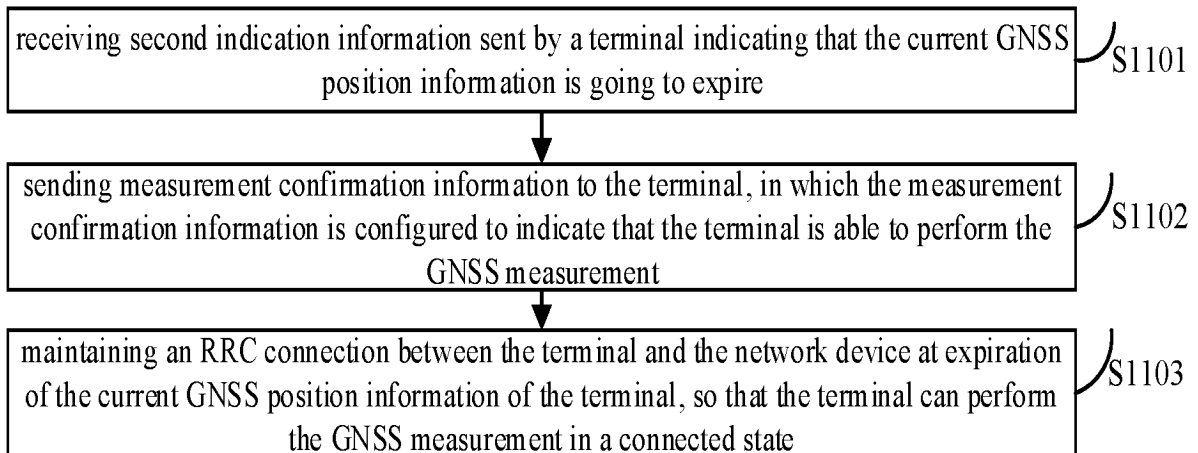 receiving second indication information sent by a terminal indicating that the current GNSS
position information is going to expire
S1101
sending measurement confirmation information to the terminal, in which the measurement
confirmation information is configured to indicate that the terminal is able to perform the
GNSS measurement
S1102
maintaining an RRC connection between the terminal and the network device at expiration
of the current GNSS position information of the terminal, so that the terminal can perform
the GNSS measurement in a connected state
S1103